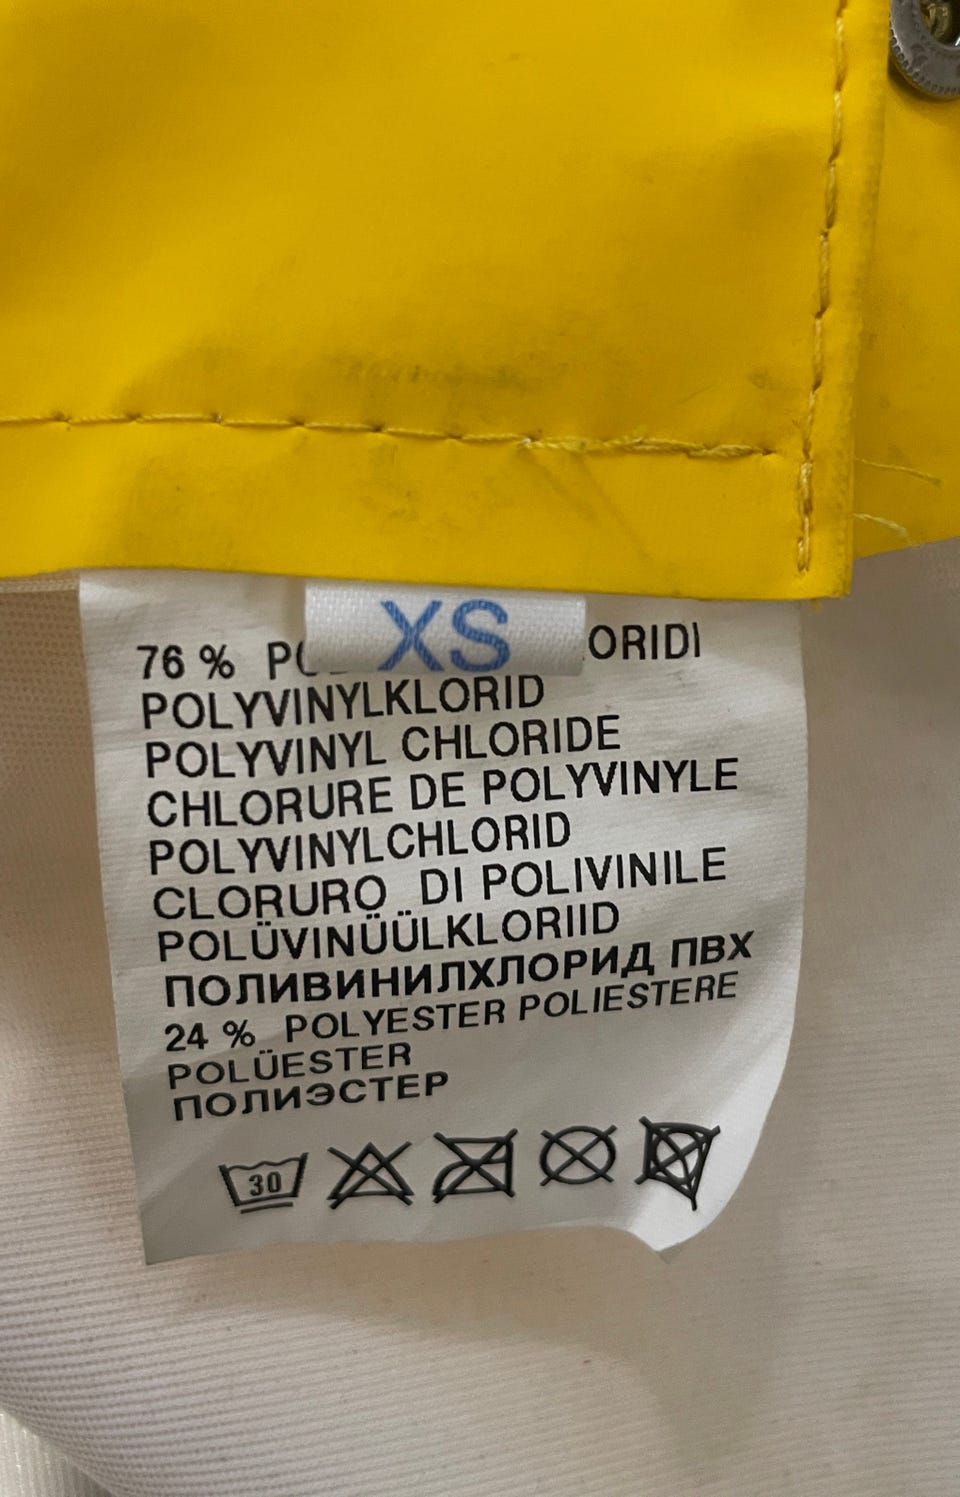 XS
76 % ORIDI
POLYVINYLKLORID
POLYVINYL CHLORIDE
CHLORURE DE POLYVINYLE
POLYVINYLCHLORID
CLORURO DI POLIVINILE
POLÜVINÜÜLKLORIID
ПОЛИВИНИЛХЛОРИД ПВХ
24 % POLYESTER POLIESTERE
POLÜESTER
ПОЛИЭСТЕР
30